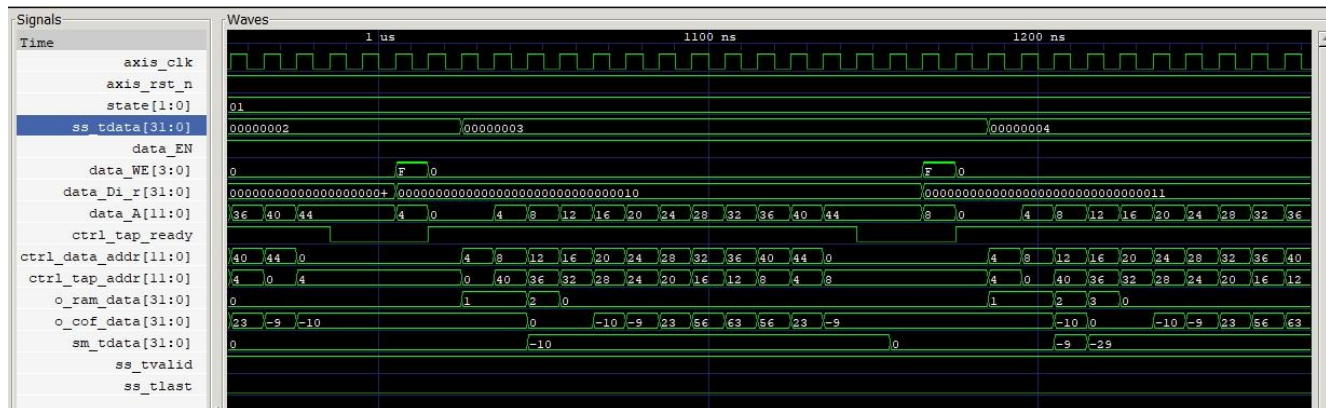 Signals Waves
Time 1 us 1100 ns 1200 ns
axis_clk
axis_rst_n
state[1:0] 01
ss_tdata[31:0] 00000002 00000003 00000004
data_EN
data_WE[3:0] 0 F 0 F 0
data_Di_r[31:0] 0000000000000000000+ 00000000000000000000000000000010 00000000000000000000000000000011
data_A[11:0] 36 40 44 4 0 4 8 12 16 20 24 28 32 36 40 44 8 0 4 8 12 16 20 24 28 32 36
ctrl_tap_ready
ctrl_data_addr[11:0] 40 44 0 4 8 12 16 20 24 28 32 36 40 44 0 4 8 12 16 20 24 28 32 36 40
ctrl_tap_addr[11:0] 4 0 4 0 40 36 32 28 24 20 16 12 8 4 8 4 0 40 36 32 28 24 20 16 12
o_ram_data[31:0] 0 1 2 0 1 2 3 0
o_cof_data[31:0] 23 -9 -10 0 -10 -9 23 56 63 56 23 -9 -10 0 -10 -9 23 56 63
sm_tdata[31:0] 0 -10 0 -9 -29
ss_tvalid
ss_tlast